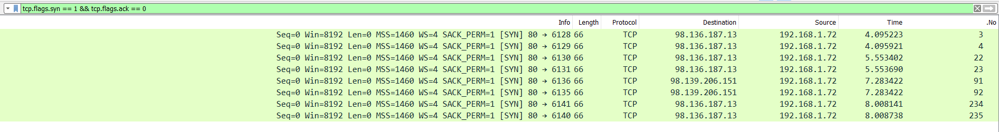 tcp.flags.syn == 1 && tcp.flags.ack == 0
Info Length Protocol Destination Source Time .No
Seq=0 Win=8192 Len=0 MSS=1460 WS=4 SACK_PERM=1 [SYN] 80 → 6128 66 TCP 98.136.187.13 192.168.1.72 4.095223 3
Seq=0 Win=8192 Len=0 MSS=1460 WS=4 SACK_PERM=1 [SYN] 80 → 6129 66 TCP 98.136.187.13 192.168.1.72 4.095921 4
Seq=0 Win=8192 Len=0 MSS=1460 WS=4 SACK_PERM=1 [SYN] 80 → 6130 66 TCP 98.136.187.13 192.168.1.72 5.553402 22
Seq=0 Win=8192 Len=0 MSS=1460 WS=4 SACK_PERM=1 [SYN] 80 → 6131 66 TCP 98.136.187.13 192.168.1.72 5.553690 23
Seq=0 Win=8192 Len=0 MSS=1460 WS=4 SACK_PERM=1 [SYN] 80 → 6136 66 TCP 98.139.206.151 192.168.1.72 7.283422 91
Seq=0 Win=8192 Len=0 MSS=1460 WS=4 SACK_PERM=1 [SYN] 80 → 6135 66 TCP 98.139.206.151 192.168.1.72 7.283422 92
Seq=0 Win=8192 Len=0 MSS=1460 WS=4 SACK_PERM=1 [SYN] 80 → 6141 66 TCP 98.136.187.13 192.168.1.72 8.008141 234
Seq=0 Win=8192 Len=0 MSS=1460 WS=4 SACK_PERM=1 [SYN] 80 → 6140 66 TCP 98.136.187.13 192.168.1.72 8.008738 235